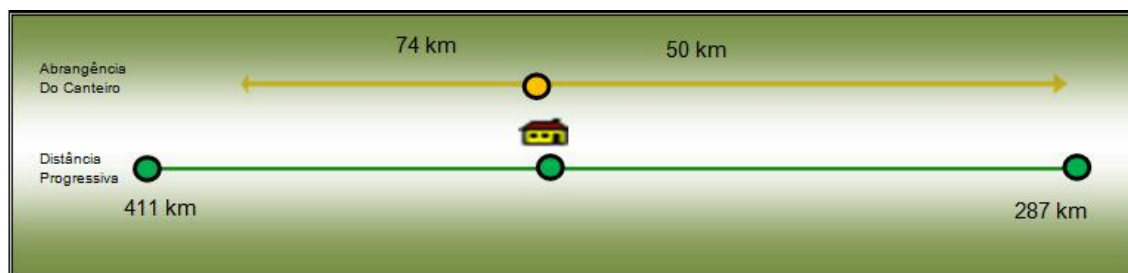 74 km
50 km
Abrangência
Do Canteiro
Distância
Progressiva
411 km
287 km